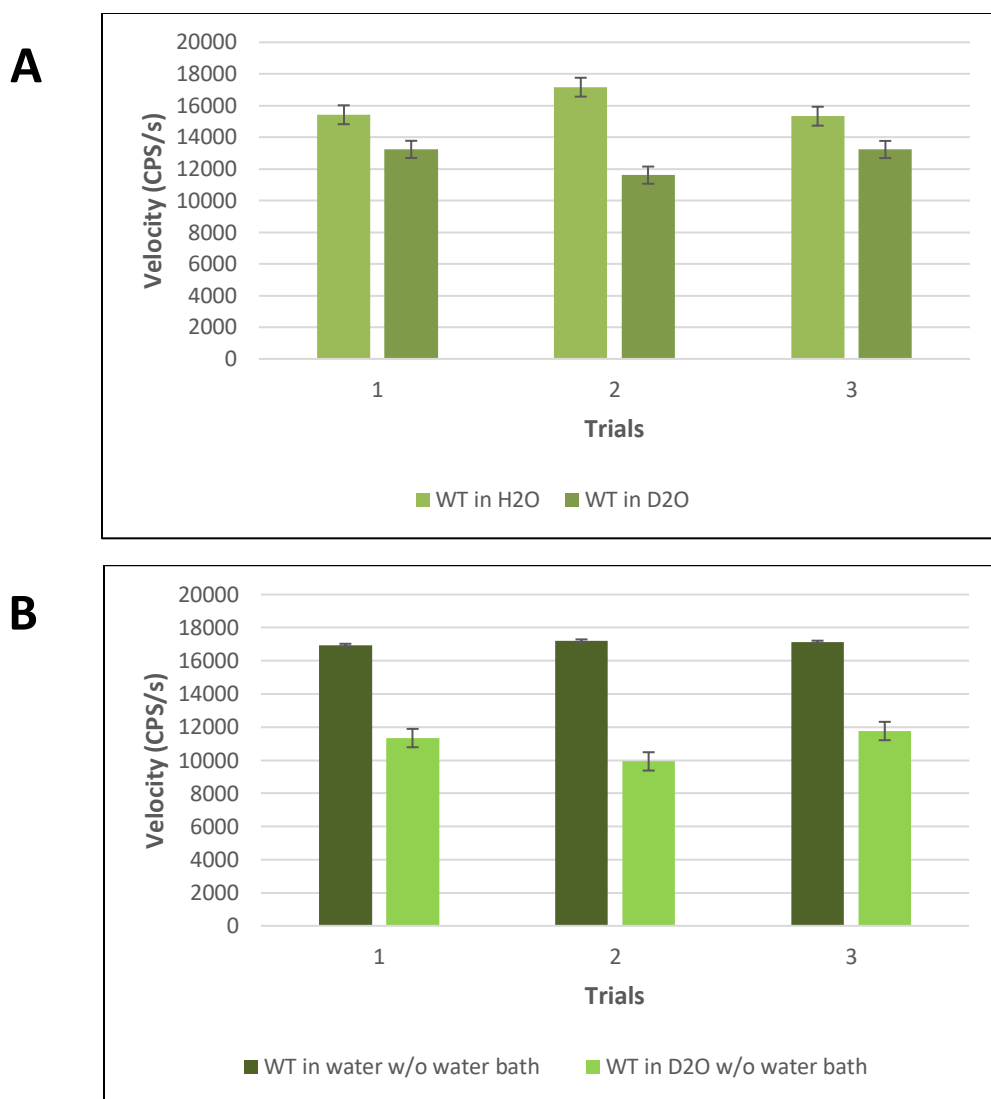 A
20000
18000
16000
14000
12000
10000
8000
6000
4000
2000
0
Velocity (CPS/s)
1 2 3
Trials
WT in H2O WT in D2O
B
20000
18000
16000
14000
12000
10000
8000
6000
4000
2000
0
Velocity (CPS/s)
1 2 3
Trials
WT in water w/o water bath WT in D2O w/o water bath